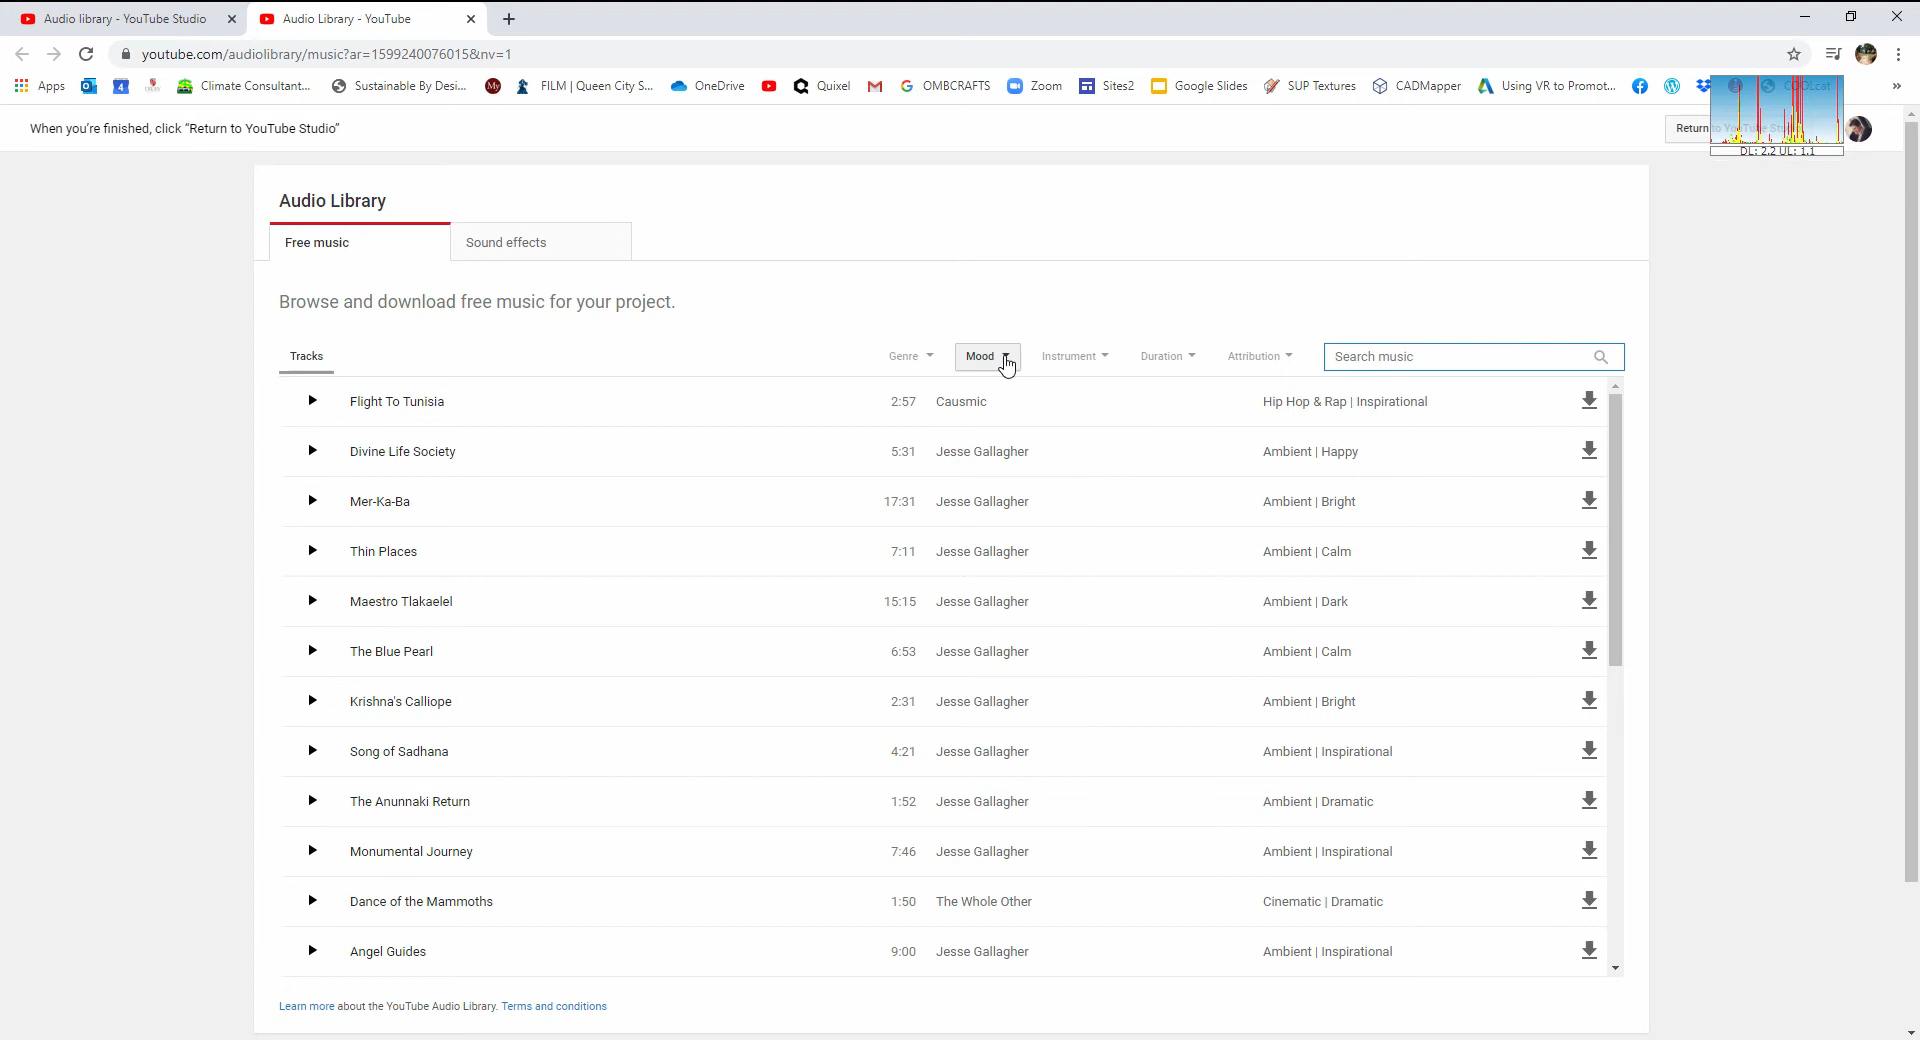 Audio library - YouTube Studio
Audio Library - YouTube
youtube.com/audiolibrary/music?ar=1599240076015&nv=1
Apps
4
Climate Consultant...
Sustainable By Desi...
My
FILM | Queen City S...
OneDrive
Quixel
OMBCRAFTS
Zoom
Sites2
Google Slides
SUP Textures
CADMapper
Using VR to Promot...
COOLcat
When you're finished, click “Return to YouTube Studio”
Return to YouTube Studio
DL: 2.2 UL: 1.1
Audio Library
Free music
Sound effects
Browse and download free music for your project.
Tracks
Genre
Mood
Instrument
Duration
Attribution
Search music
Flight To Tunisia 2:57 Causmic Hip Hop & Rap | Inspirational
Divine Life Society 5:31 Jesse Gallagher Ambient | Happy
Mer-Ka-Ba 17:31 Jesse Gallagher Ambient | Bright
Thin Places 7:11 Jesse Gallagher Ambient | Calm
Maestro Tlakaelel 15:15 Jesse Gallagher Ambient | Dark
The Blue Pearl 6:53 Jesse Gallagher Ambient | Calm
Krishna's Calliope 2:31 Jesse Gallagher Ambient | Bright
Song of Sadhana 4:21 Jesse Gallagher Ambient | Inspirational
The Anunnaki Return 1:52 Jesse Gallagher Ambient | Dramatic
Monumental Journey 7:46 Jesse Gallagher Ambient | Inspirational
Dance of the Mammoths 1:50 The Whole Other Cinematic | Dramatic
Angel Guides 9:00 Jesse Gallagher Ambient | Inspirational
Learn more about the YouTube Audio Library. Terms and conditions